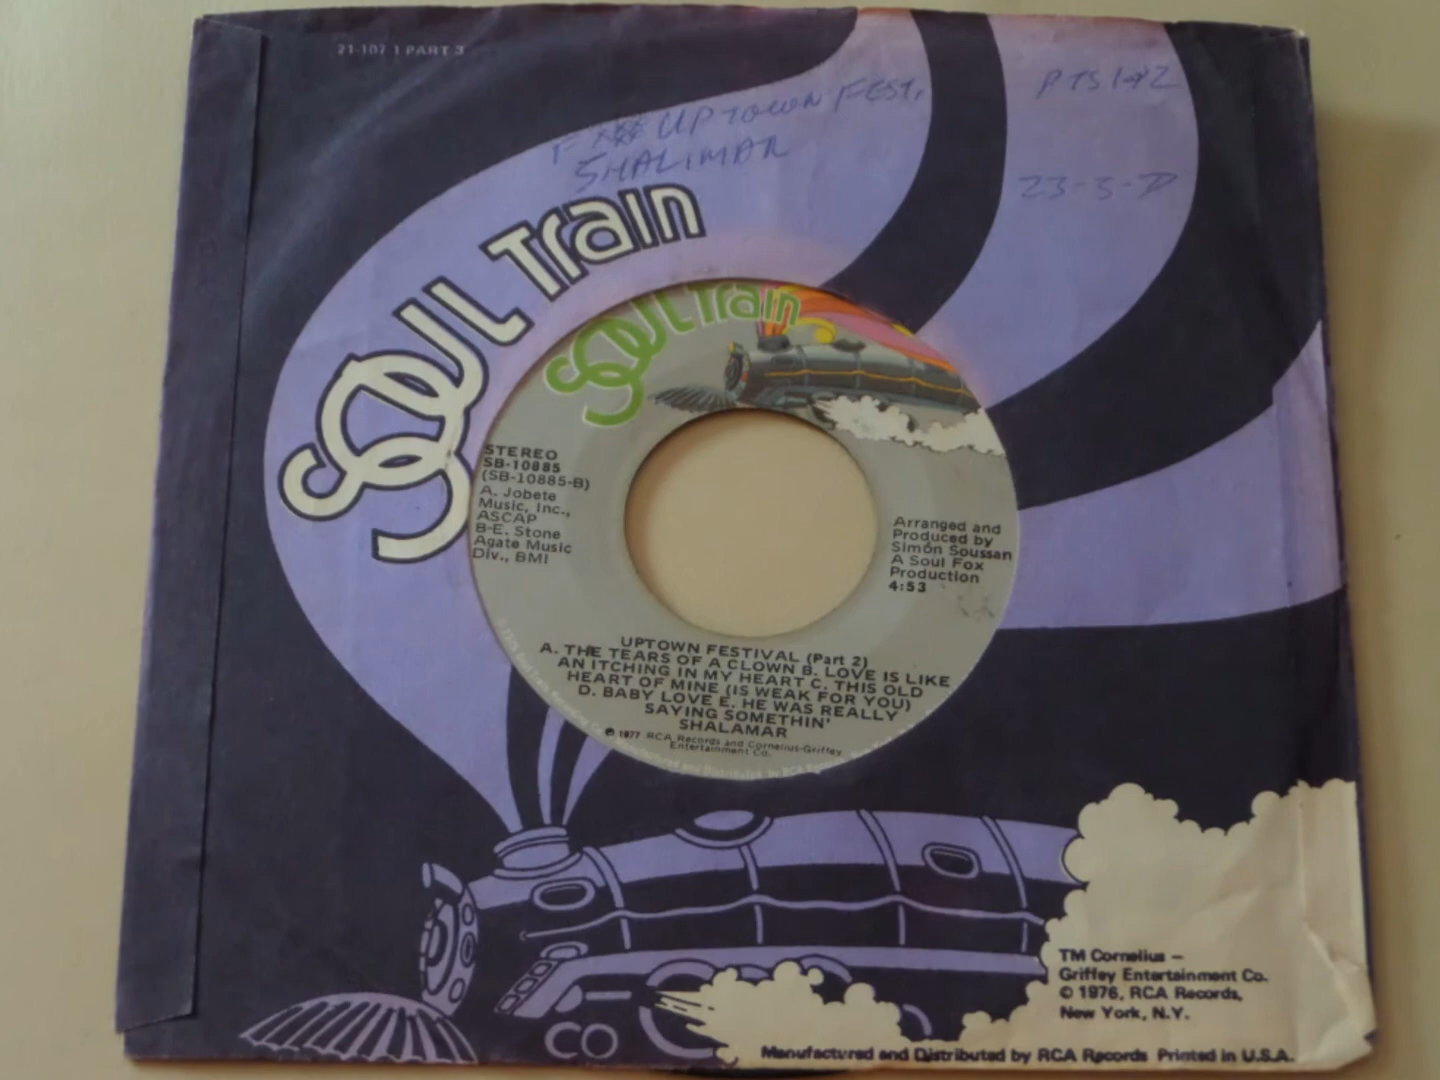 21-107 1 PART 3
UPTOWN FEST,
SHALIMAR
PTS 1+2
SOUL Train
SOUL Train
STEREO
SB-10885
(SB-10885-B)
A. Jobete
Music, Inc.,
ASCAP
B-E. Stone
Agate Music
Div., BMI
Arranged and
Produced by
Simon Soussan
A Soul Fox
Production
4:53
UPTOWN FESTIVAL (Part 2)
A. THE TEARS OF A CLOWN B. LOVE IS LIKE
AN ITCHING IN MY HEART C. THIS OLD
HEART OF MINE (IS WEAK FOR YOU)
D. BABY LOVE E. HE WAS REALLY
SAYING SOMETHIN'
SHALAMAR
℗ 1977 RCA Records and Cornelius-Griffey
Entertainment Co.
TM Cornelius –
Griffey Entertainment Co.
© 1976, RCA Records,
New York, N.Y.
Manufactured and Distributed by RCA Records Printed in U.S.A.